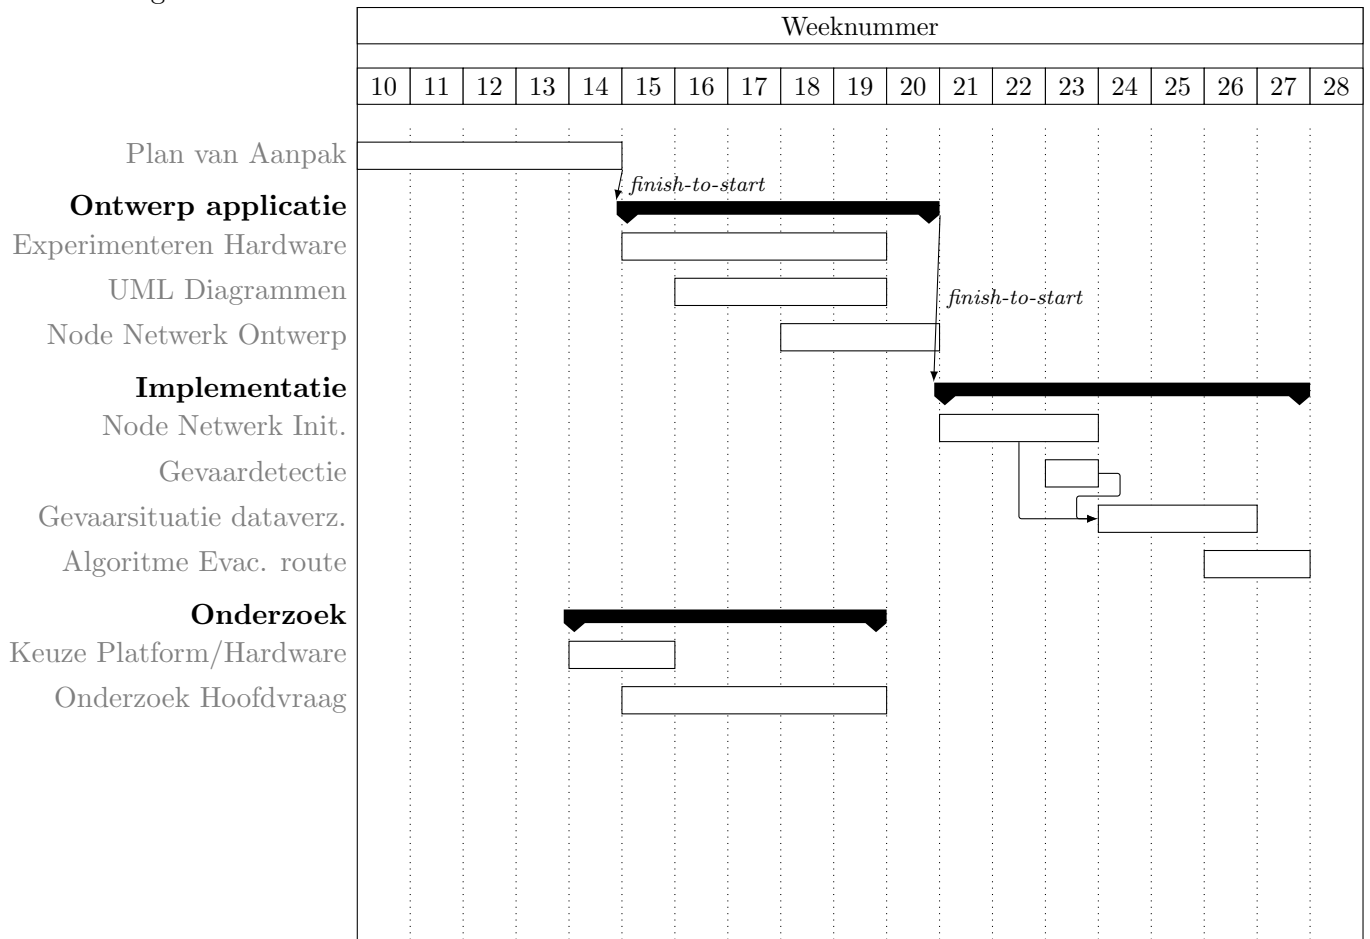 Weeknummer
10 11 12 13 14 15 16 17 18 19 20 21 22 23 24 25 26 27 28
Plan van Aanpak
finish-to-start
Ontwerp applicatie
Experimenteren Hardware
UML Diagrammen
finish-to-start
Node Netwerk Ontwerp
Implementatie
Node Netwerk Init.
Gevaardetectie
Gevaarsituatie dataverz.
Algoritme Evac. route
Onderzoek
Keuze Platform/Hardware
Onderzoek Hoofdvraag